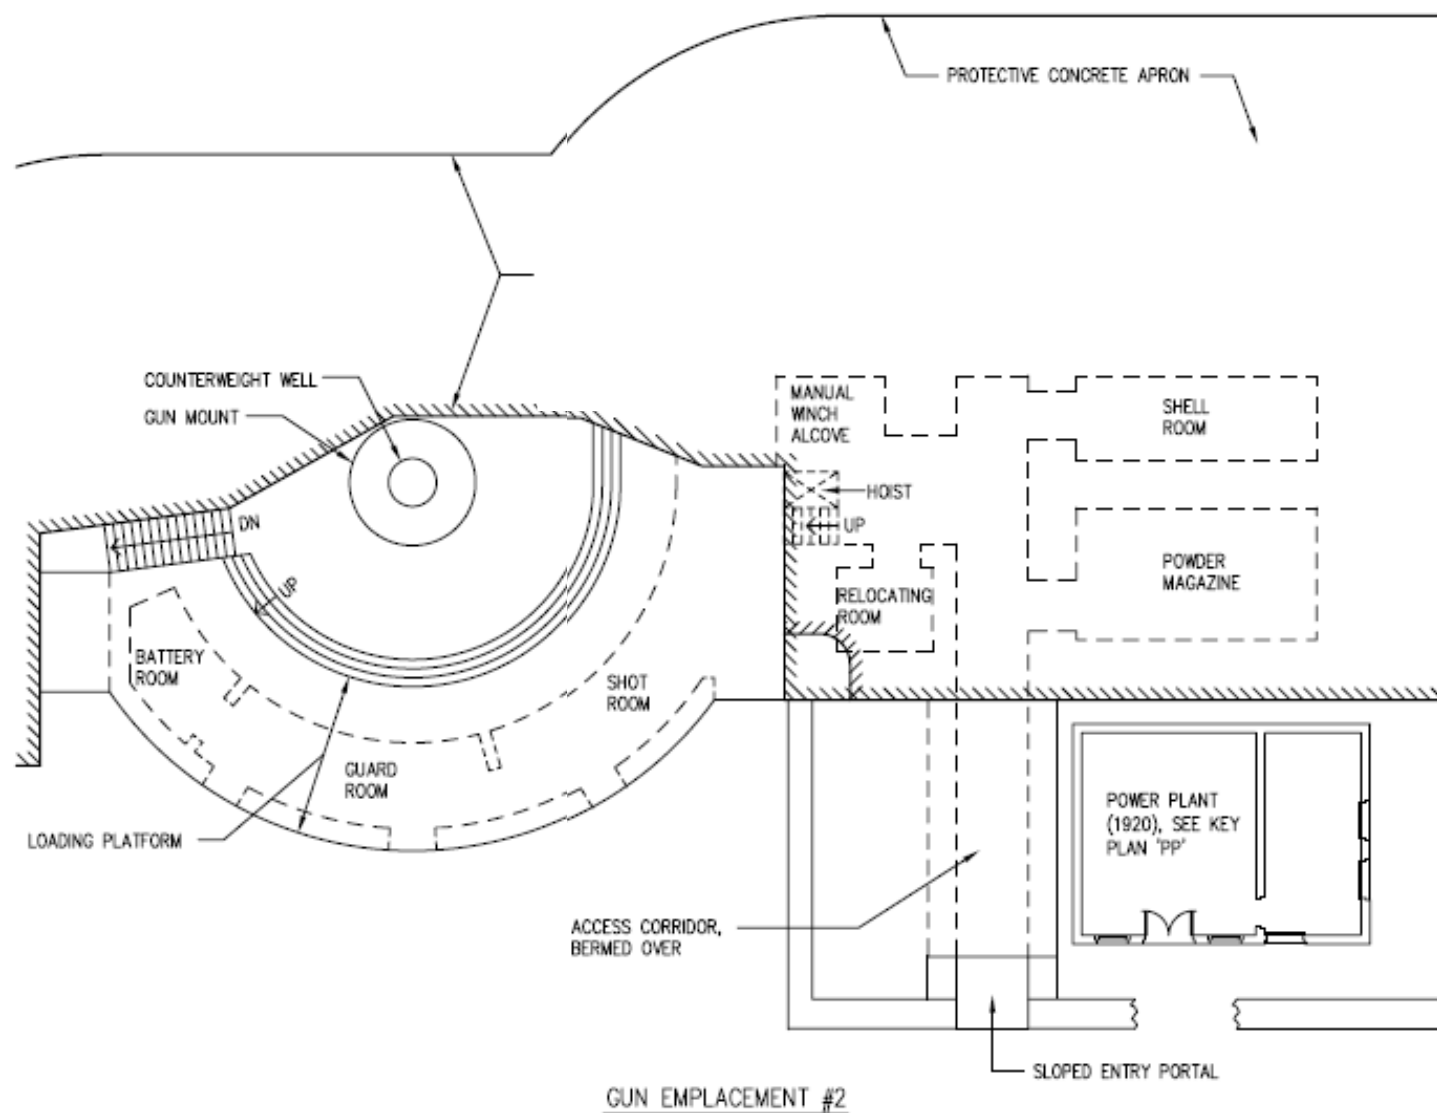 PROTECTIVE CONCRETE APRON
COUNTERWEIGHT WELL
GUN MOUNT
MANUAL
WINCH
ALCOVE
SHELL
ROOM
HOIST
DN
UP
POWDER
MAGAZINE
UP
RELOCATING
ROOM
BATTERY
ROOM
SHOT
ROOM
GUARD
ROOM
POWER PLANT
(1920), SEE KEY
PLAN 'PP'
LOADING PLATFORM
ACCESS CORRIDOR,
BERMED OVER
SLOPED ENTRY PORTAL
GUN EMPLACEMENT #2